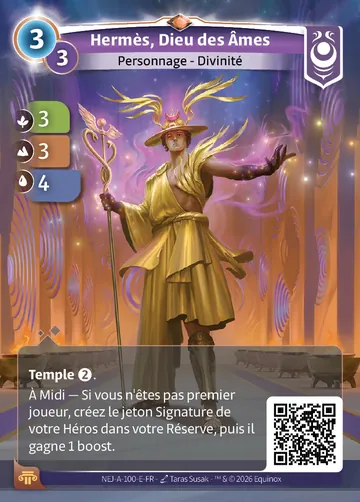 3
Hermès, Dieu des Âmes
3
Personnage - Divinité
3
3
4
Temple 2.
À Midi — Si vous n'êtes pas premier
joueur, créez le jeton Signature de
votre Héros dans votre Réserve, puis il
gagne 1 boost.
NEJ-A-100-E-FR - Taras Susak - ™ & © 2026 Equinox